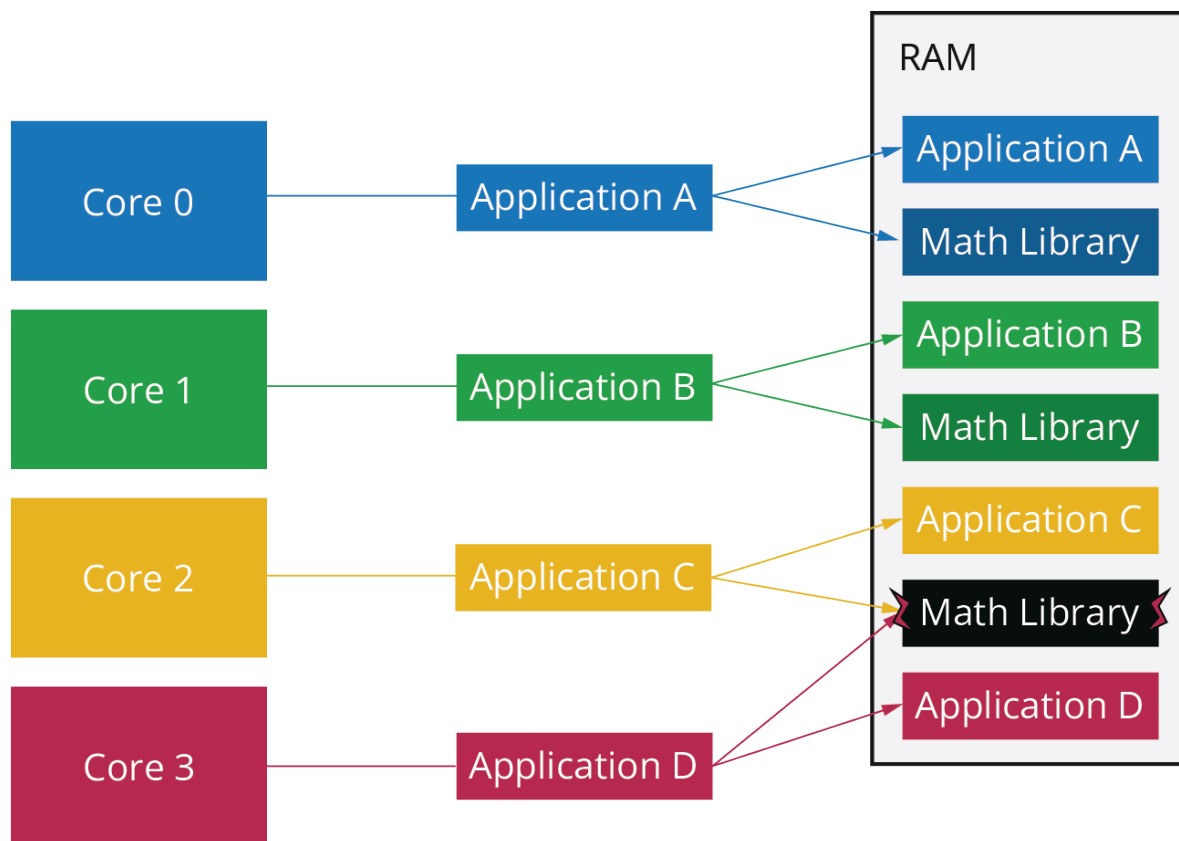 RAM
Core 0
Application A
Application A
Math Library
Core 1
Application B
Application B
Math Library
Core 2
Application C
Application C
Math Library
Core 3
Application D
Application D